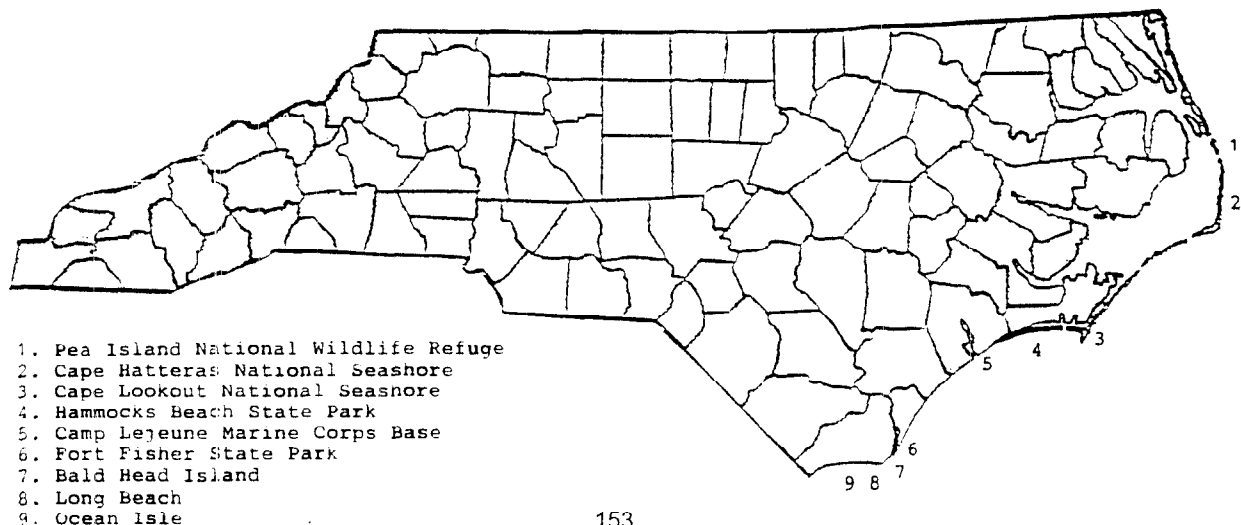 1
2
3
4
5
6
7
9 8
1. Pea Island National Wildlife Refuge
2. Cape Hatteras National Seashore
3. Cape Lookout National Seasnore
4. Hammocks Beach State Park
5. Camp Lejeune Marine Corps Base
6. Fort Fisher State Park
7. Bald Head Island
8. Long Beach
9. Ocean Isle
153